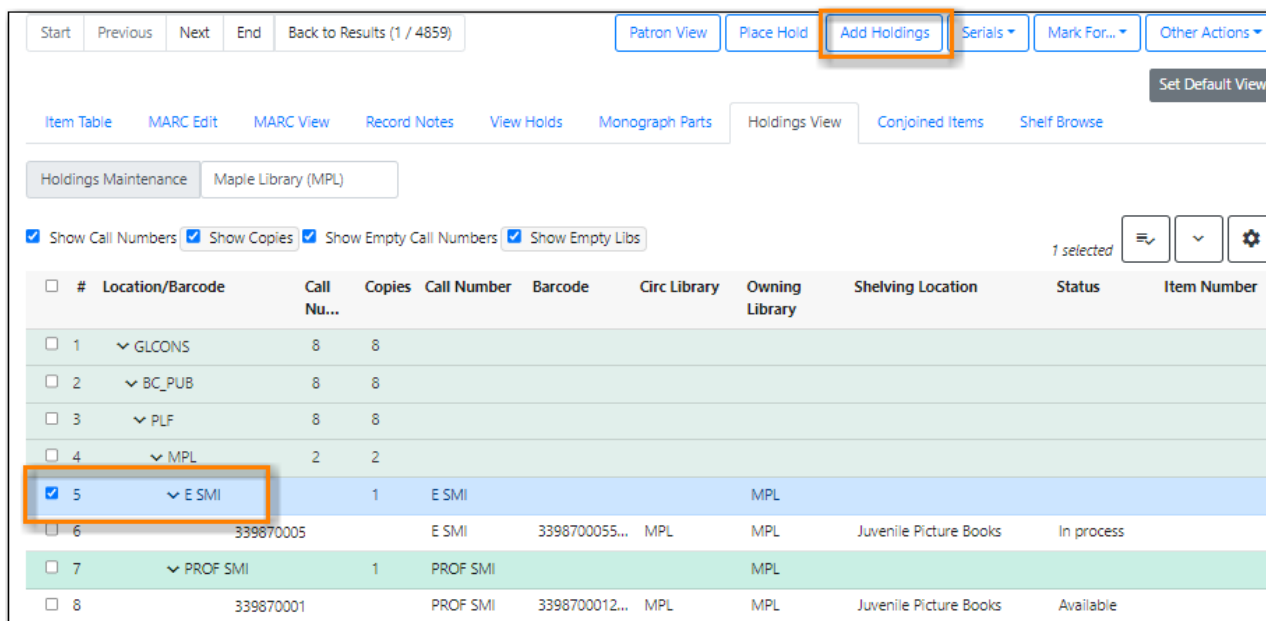 Start Previous Next End Back to Results (1 / 4859) Patron View Place Hold Add Holdings Serials Mark For... Other Actions
Set Default View
Item Table MARC Edit MARC View Record Notes View Holds Monograph Parts Holdings View Conjoined Items Shelf Browse
Holdings Maintenance Maple Library (MPL)
Show Call Numbers Show Copies Show Empty Call Numbers Show Empty Libs 1 selected
# Location/Barcode Call Nu... Copies Call Number Barcode Circ Library Owning Library Shelving Location Status Item Number
1 GLCONS 8 8
2 BC_PUB 8 8
3 PLF 8 8
4 MPL 2 2
5 E SMI 1 E SMI MPL
6 339870005 E SMI 3398700055... MPL MPL Juvenile Picture Books In process
7 PROF SMI 1 PROF SMI MPL
8 339870001 PROF SMI 3398700012... MPL MPL Juvenile Picture Books Available